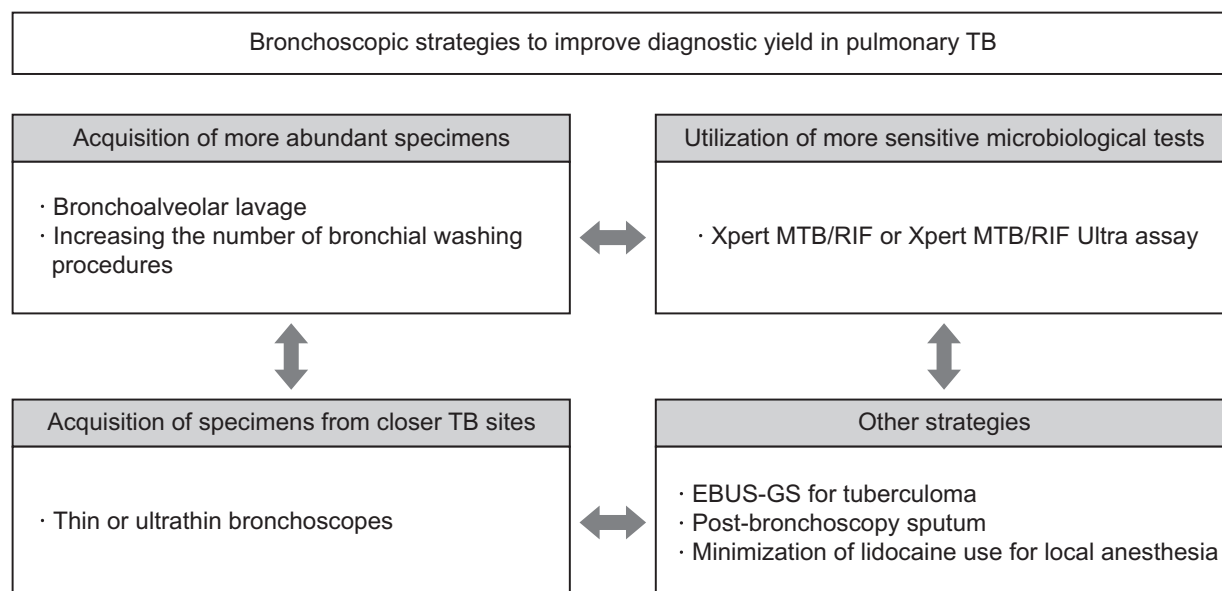 Bronchoscopic strategies to improve diagnostic yield in pulmonary TB
Acquisition of more abundant specimens
· Bronchoalveolar lavage
· Increasing the number of bronchial washing
procedures
Utilization of more sensitive microbiological tests
· Xpert MTB/RIF or Xpert MTB/RIF Ultra assay
Acquisition of specimens from closer TB sites
· Thin or ultrathin bronchoscopes
Other strategies
· EBUS-GS for tuberculoma
· Post-bronchoscopy sputum
· Minimization of lidocaine use for local anesthesia